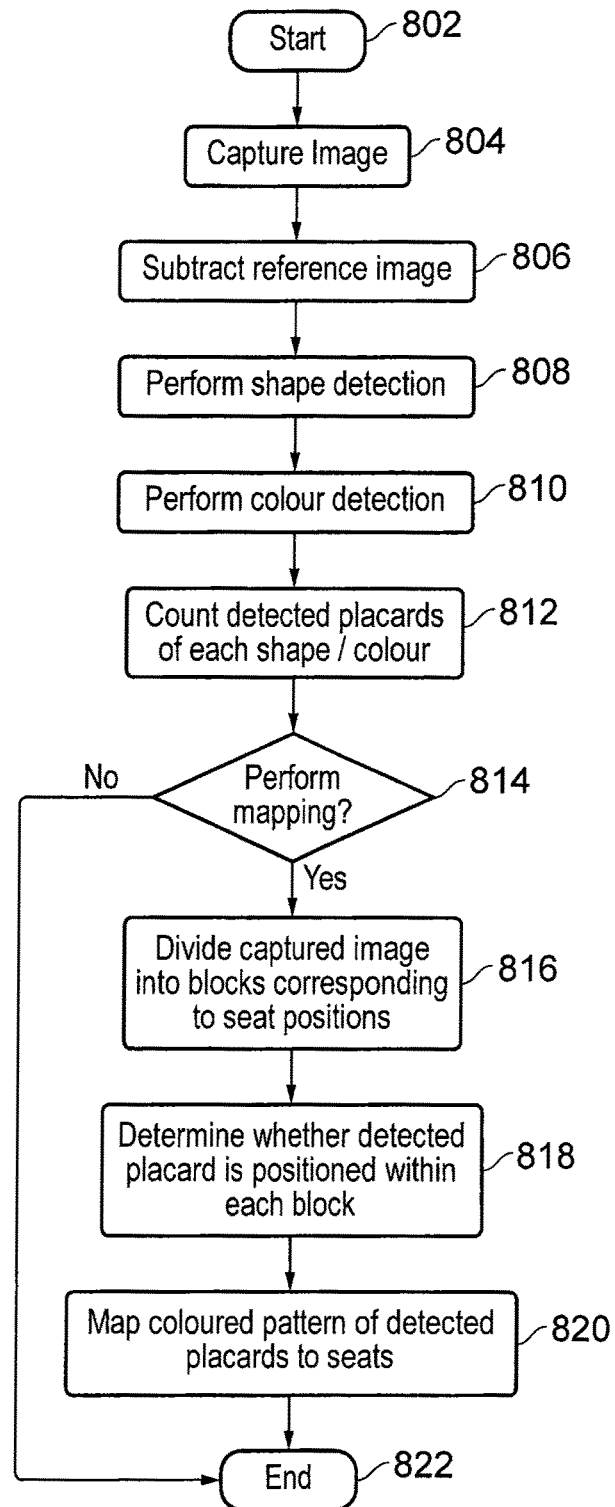 Start
802
Capture Image
804
Subtract reference image
806
Perform shape detection
808
Perform colour detection
810
Count detected placards
of each shape / colour
812
Perform
mapping?
814
No
Yes
Divide captured image
into blocks corresponding
to seat positions
816
Determine whether detected
placard is positioned within
each block
818
Map coloured pattern of detected
placards to seats
820
End
822